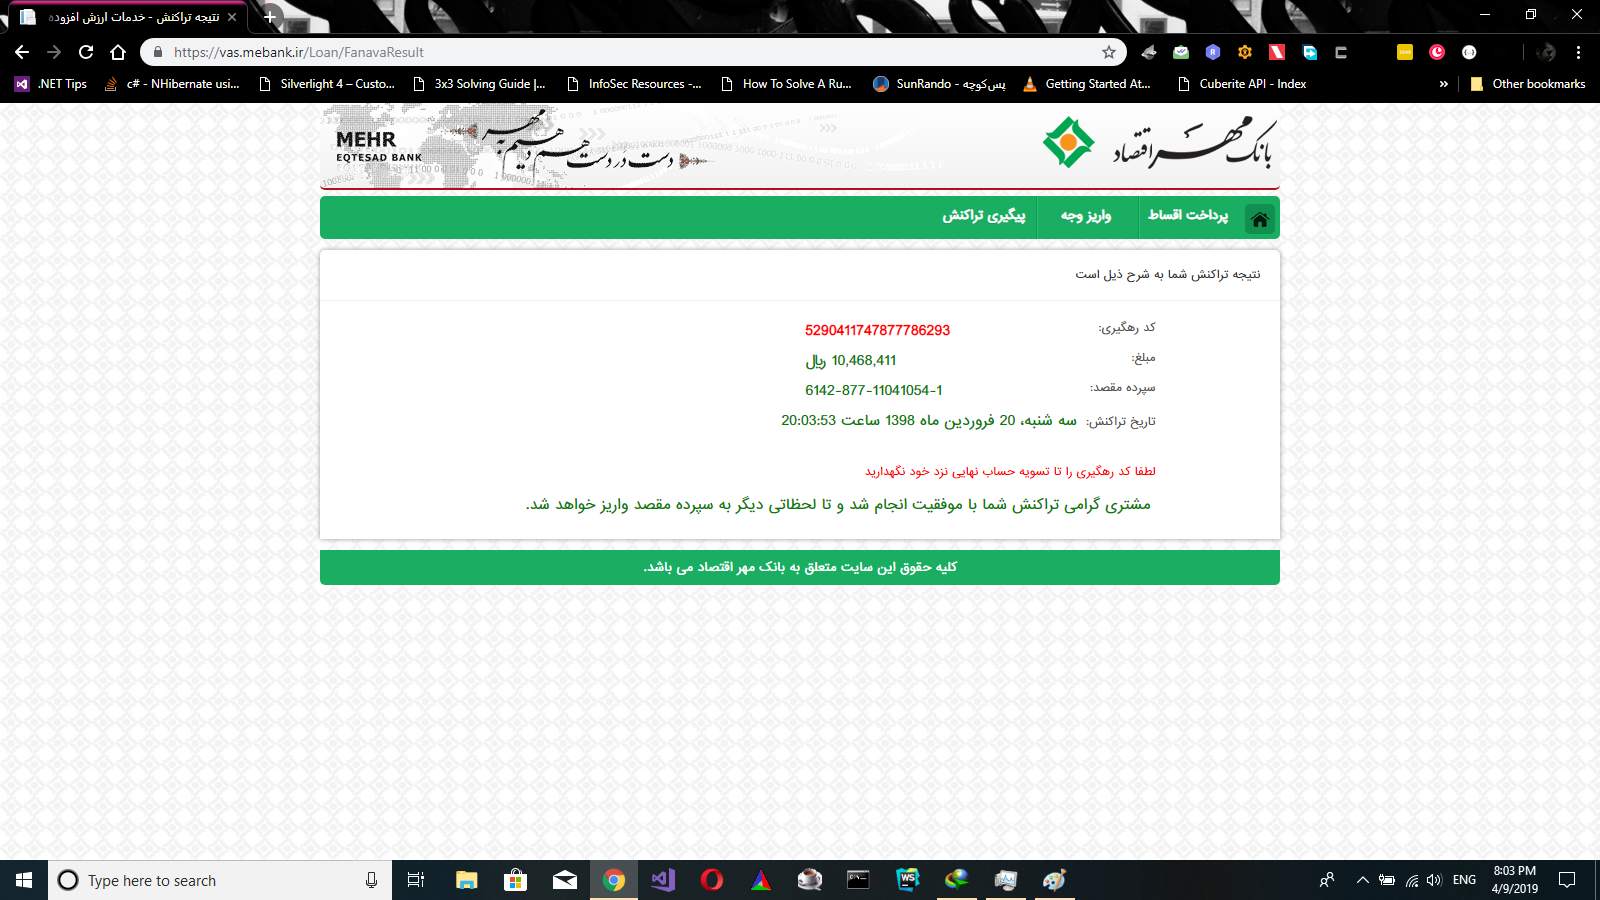 نتیجه تراکنش - خدمات ارزش افزوده
https://vas.mebank.ir/Loan/FanavaResult
.NET Tips
c# - NHibernate usi...
Silverlight 4 – Custo...
3x3 Solving Guide |...
InfoSec Resources -...
How To Solve A Ru...
SunRando - پس‌کوچه
Getting Started At...
Cuberite API - Index
»
Other bookmarks
MEHR
EQTESAD BANK
دست در دست هم دهیم به مهر
بانک مهر اقتصاد
پرداخت اقساط
واریز وجه
پیگیری تراکنش
نتیجه تراکنش شما به شرح ذیل است
کد رهگیری: 5290411747877786293
مبلغ: 10,468,411 ریال
سپرده مقصد: 6142-877-11041054-1
تاریخ تراکنش: سه شنبه، 20 فروردین ماه 1398 ساعت 20:03:53
لطفا کد رهگیری را تا تسویه حساب نهایی نزد خود نگهدارید
مشتری گرامی تراکنش شما با موفقیت انجام شد و تا لحظاتی دیگر به سپرده مقصد واریز خواهد شد.
کلیه حقوق این سایت متعلق به بانک مهر اقتصاد می باشد.
Type here to search
WS
ENG
8:03 PM
4/9/2019